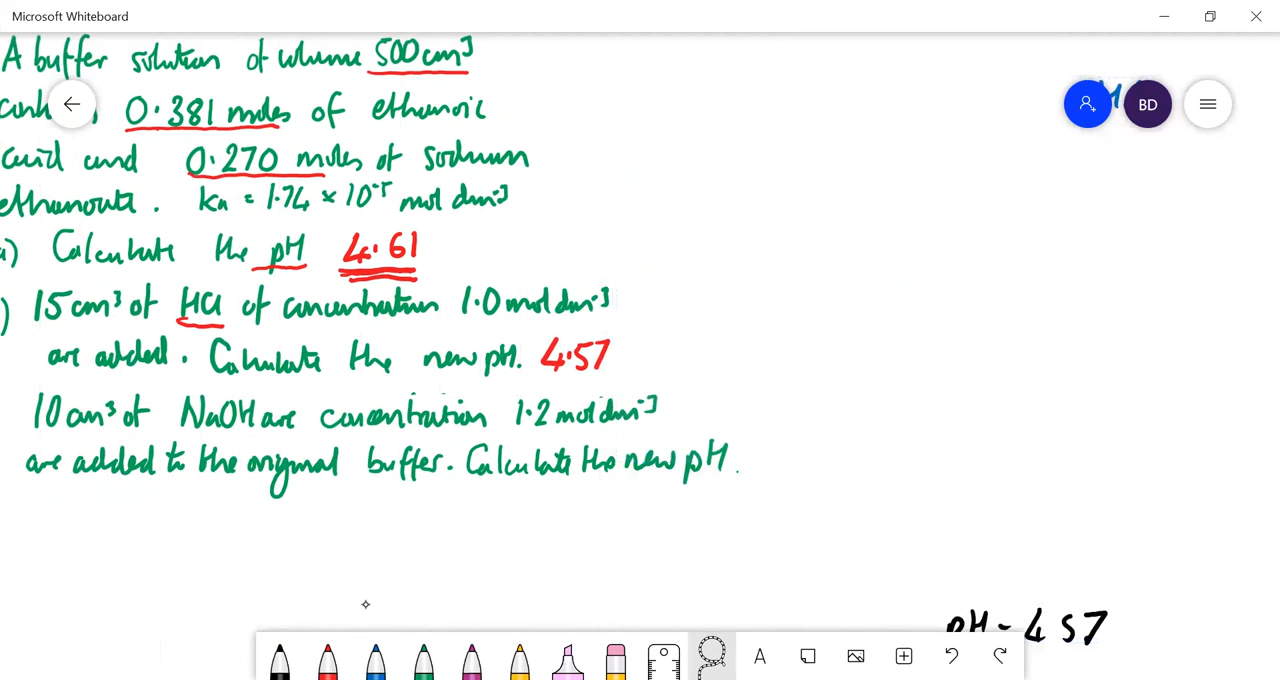 Microsoft Whiteboard
A buffer solution of volume 500cm³
0.381 moles of ethanoic
acid and 0.270 moles of sodium
ethanoate. ka = 1.74 × 10⁻⁵ mol dm⁻³
a) Calculate the pH 4.61
) 15cm³ of HCl of concentration 1.0 mol dm⁻³
are added. Calculate the new pH. 4.57
10cm³ of NaOH are concentration 1.2 mol dm⁻³
are added to the original buffer. Calculate the new pH.
BD
pH = 4.57
A